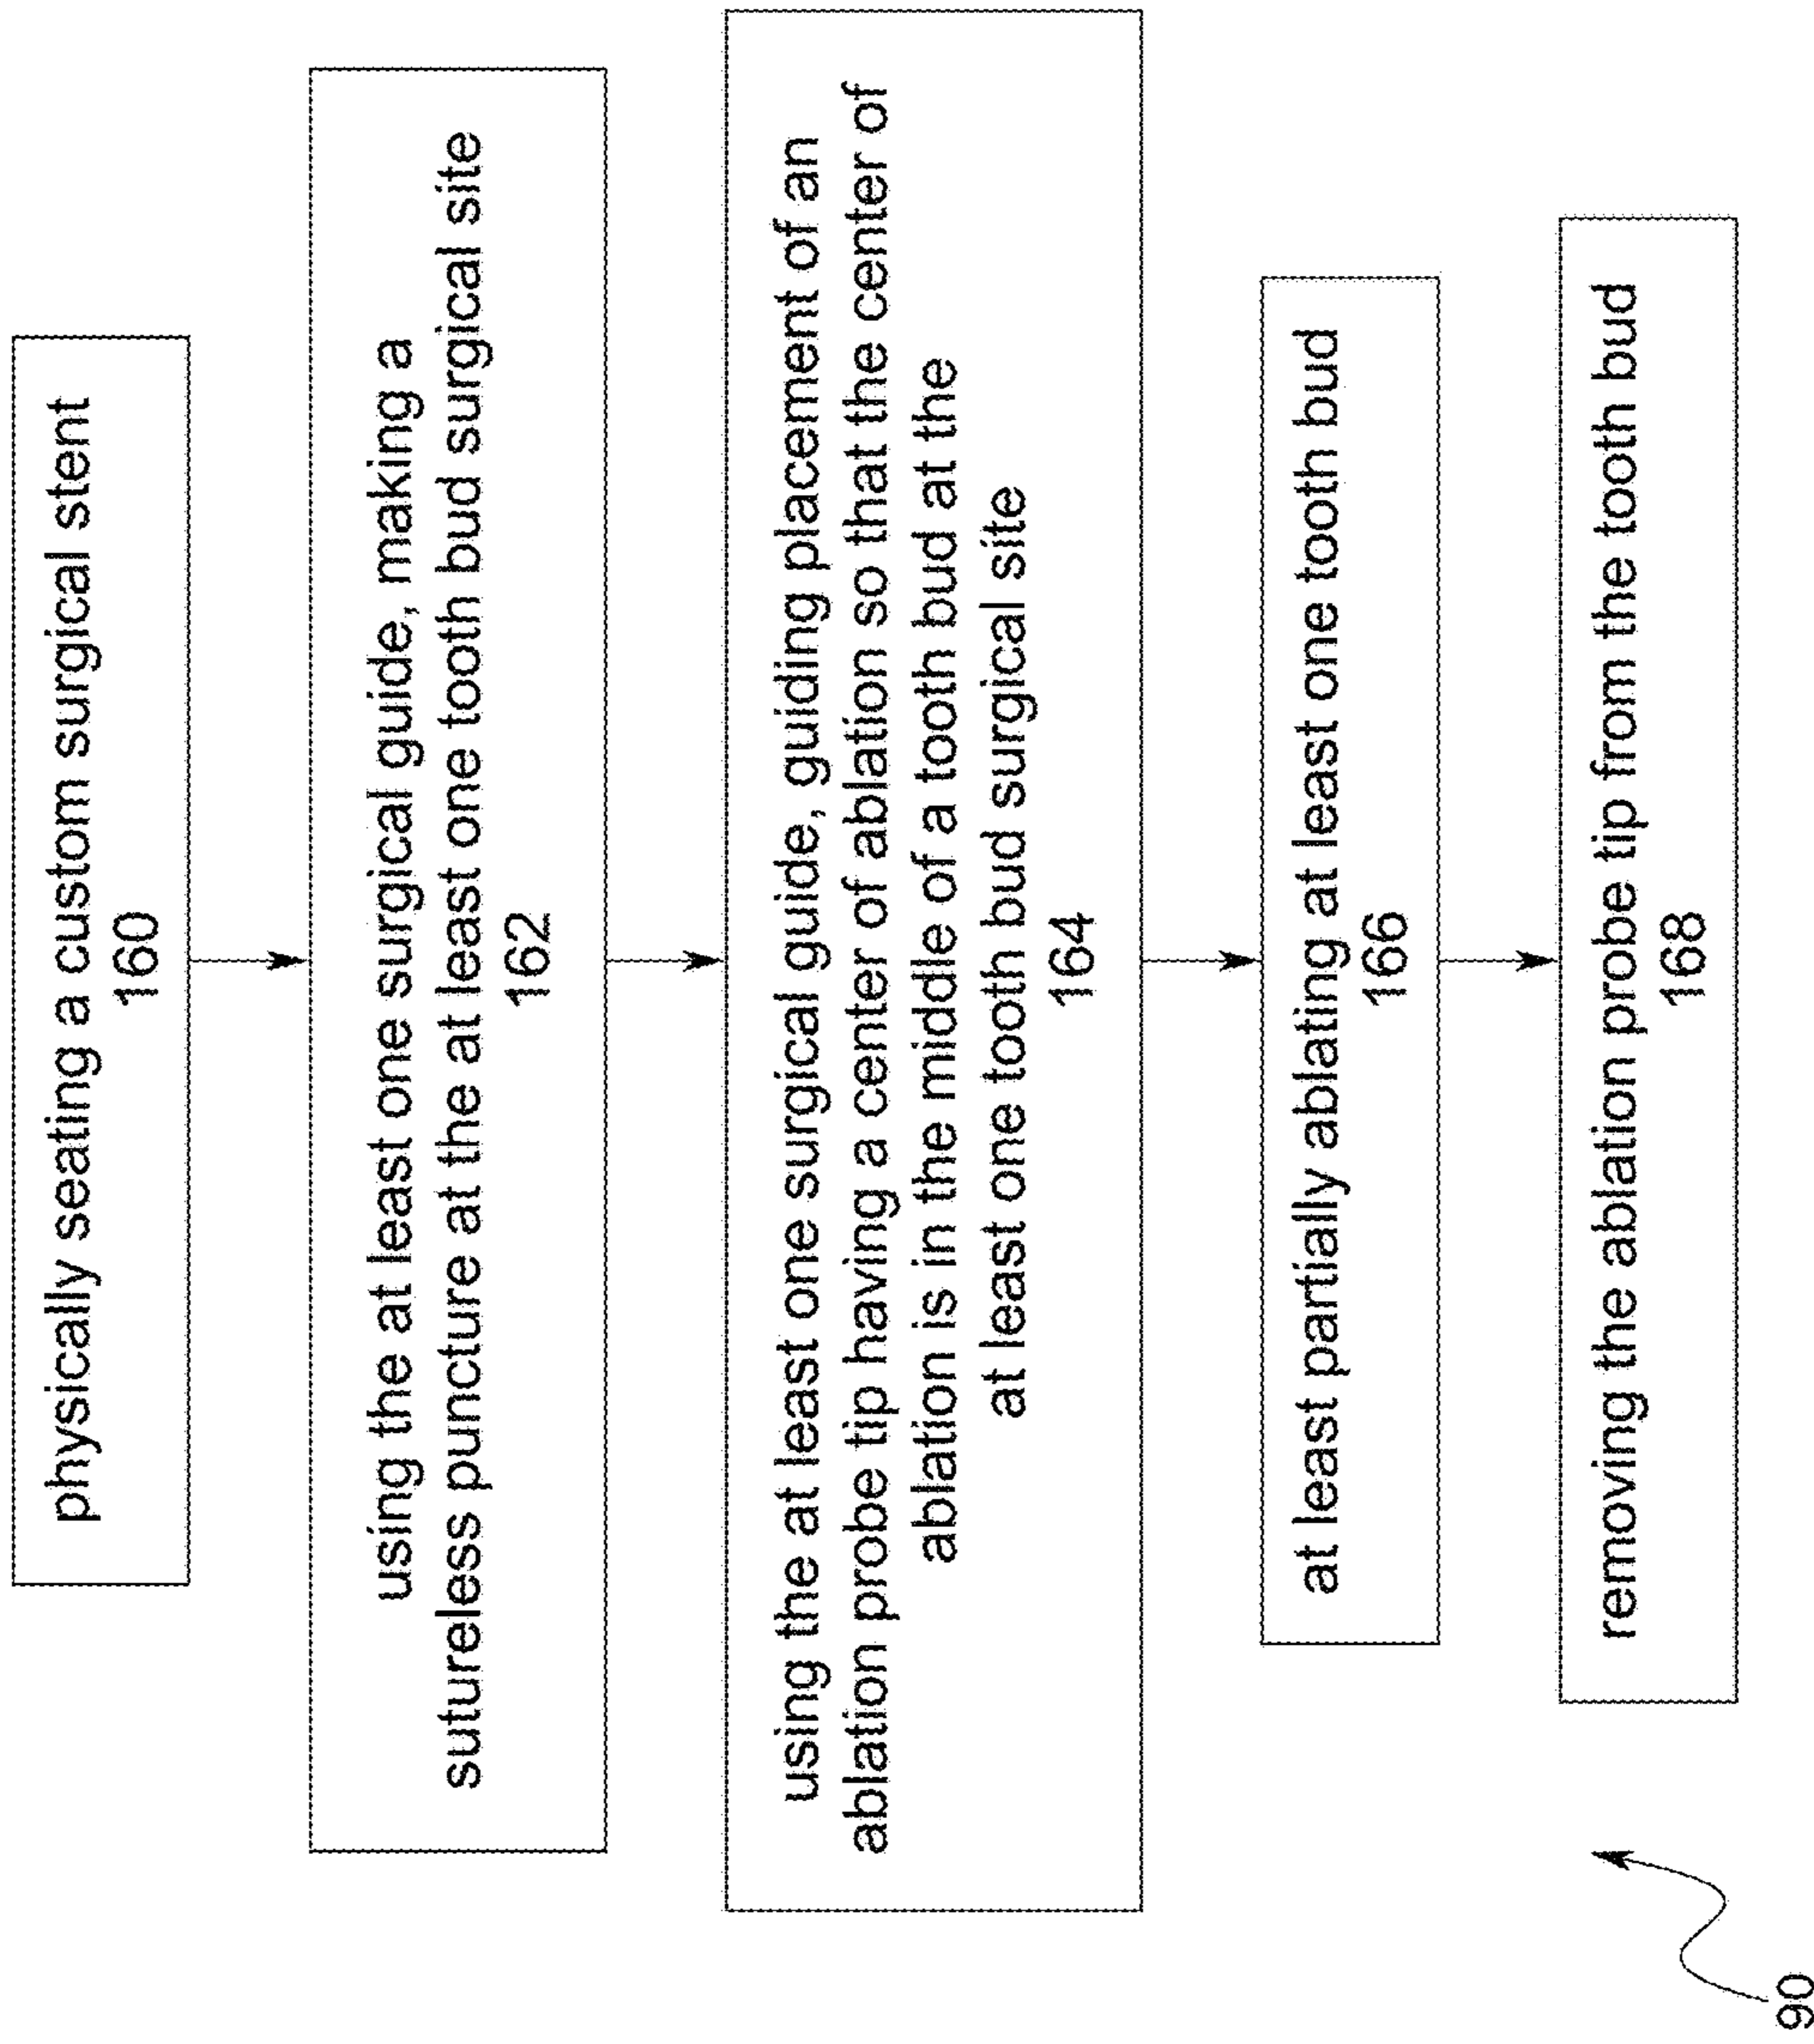 physically seating a custom surgical stent
160
using the at least one surgical guide, making a
sutureless puncture at the at least one tooth bud surgical site
162
using the at least one surgical guide, guiding placement of an
ablation probe tip having a center of ablation so that the center of
ablation is in the middle of a tooth bud at the
at least one tooth bud surgical site
164
at least partially ablating at least one tooth bud
166
removing the ablation probe tip from the tooth bud
168
90